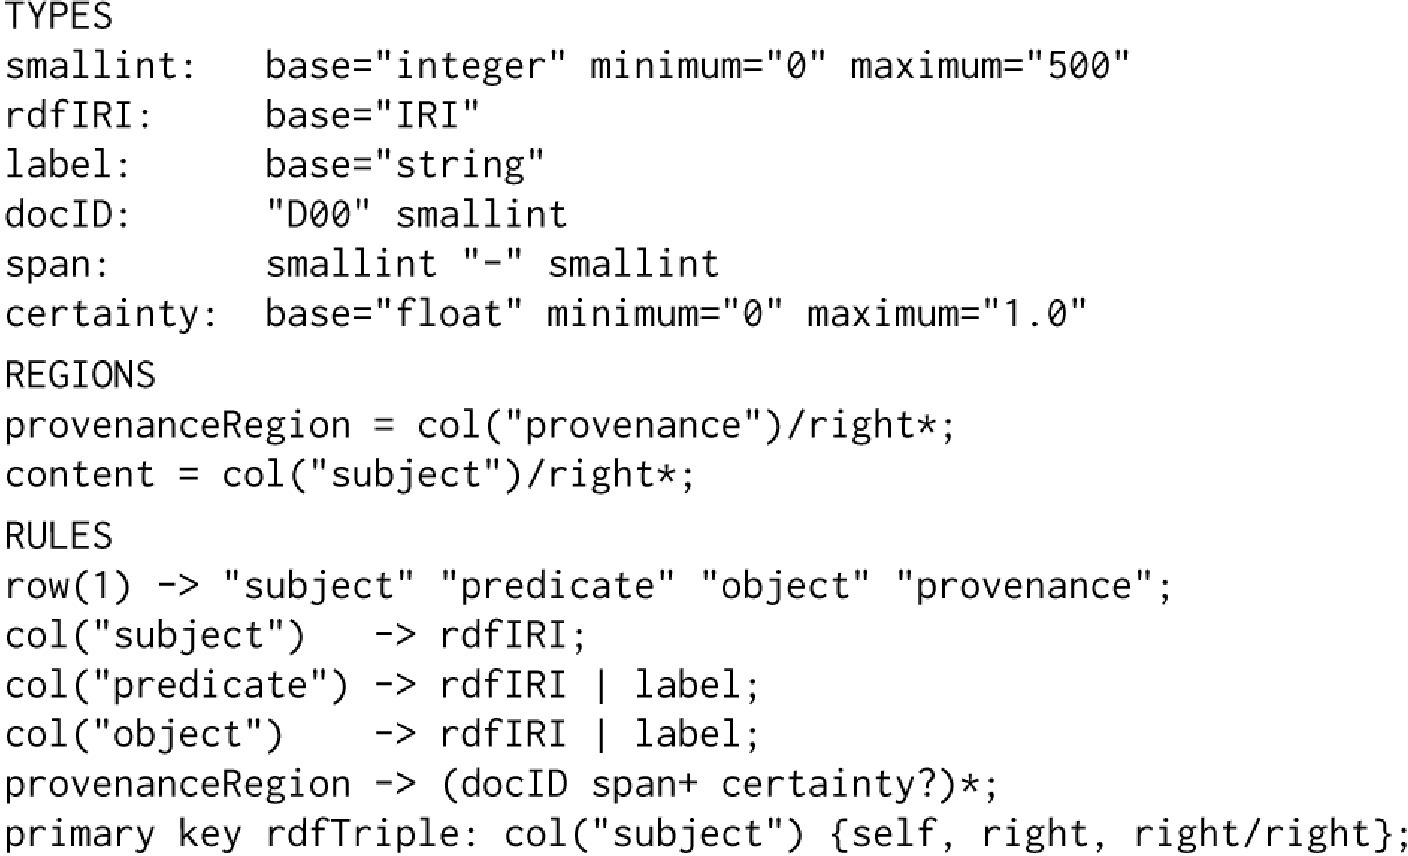 TYPES
smallint: base="integer" minimum="0" maximum="500"
rdfIRI: base="IRI"
label: base="string"
docID: "D00" smallint
span: smallint "-" smallint
certainty: base="float" minimum="0" maximum="1.0"
REGIONS
provenanceRegion = col("provenance")/right*;
content = col("subject")/right*;
RULES
row(1) -> "subject" "predicate" "object" "provenance";
col("subject") -> rdfIRI;
col("predicate") -> rdfIRI | label;
col("object") -> rdfIRI | label;
provenanceRegion -> (docID span+ certainty?)*;
primary key rdfTriple: col("subject") {self, right, right/right};